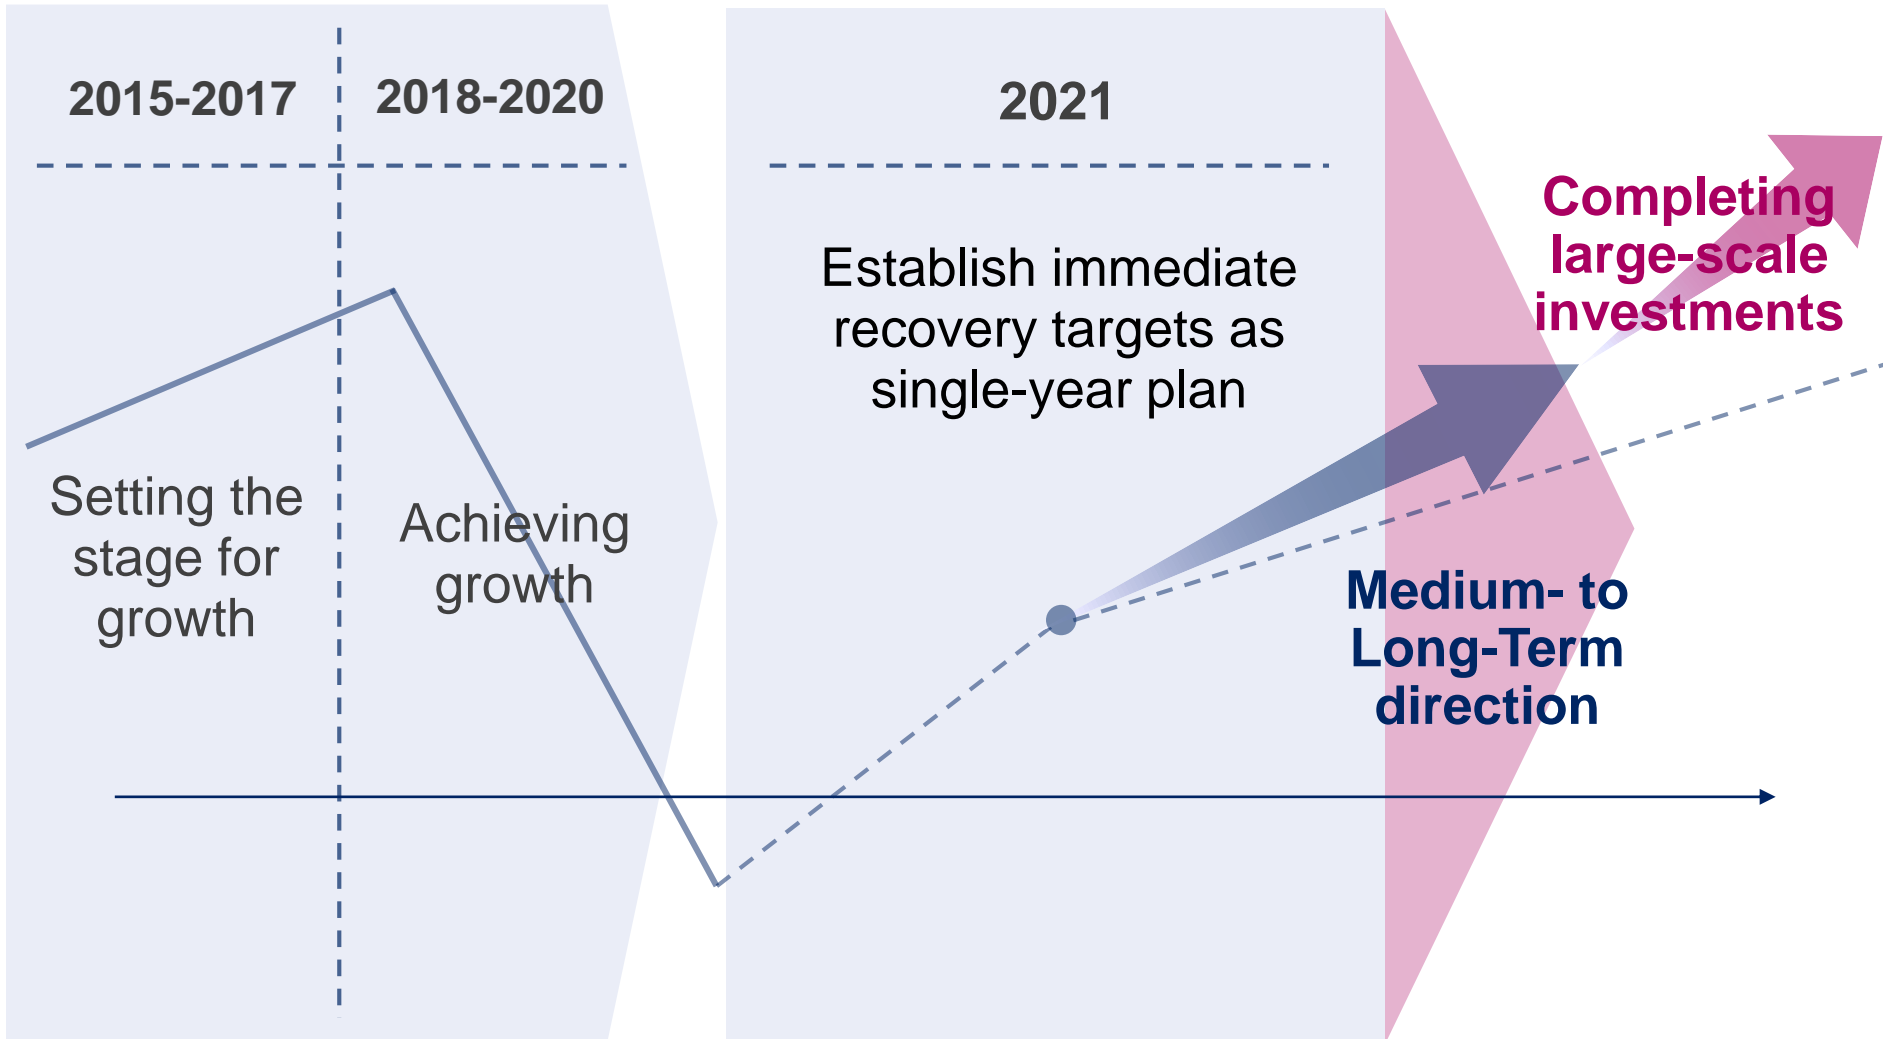 2015-2017
2018-2020
2021
Setting the
stage for
growth
Achieving
growth
Establish immediate
recovery targets as
single-year plan
Completing
large-scale
investments
Medium- to
Long-Term
direction